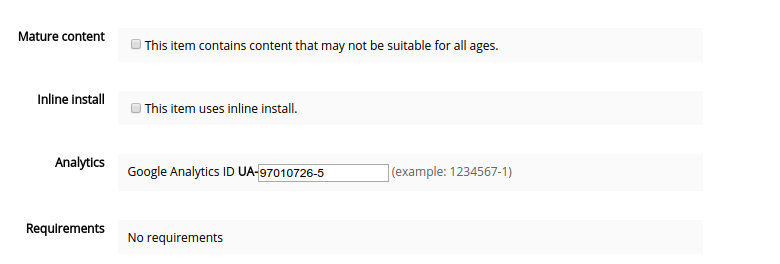 Mature content
This item contains content that may not be suitable for all ages.
Inline install
This item uses inline install.
Analytics
Google Analytics ID UA-97010726-5 (example: 1234567-1)
Requirements
No requirements